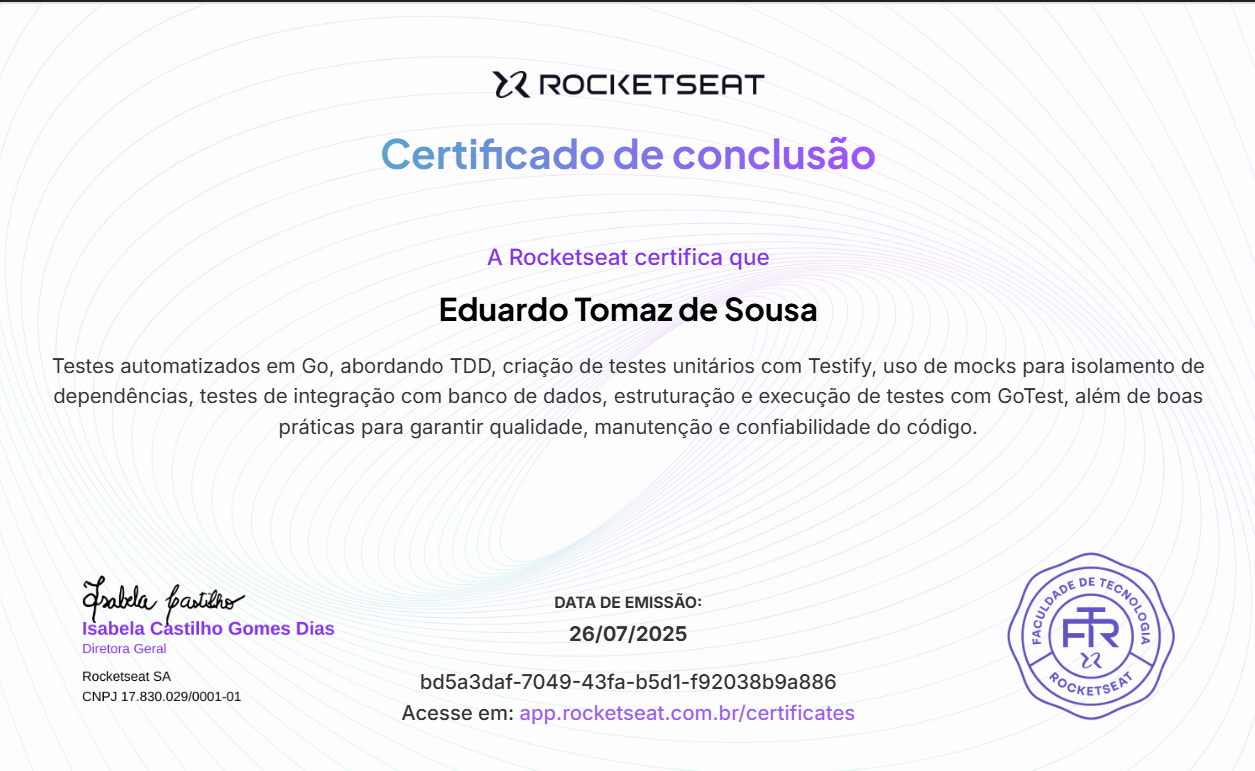 ROCKETSEAT
Certificado de conclusão
A Rocketseat certifica que
Eduardo Tomaz de Sousa
Testes automatizados em Go, abordando TDD, criação de testes unitários com Testify, uso de mocks para isolamento de
dependências, testes de integração com banco de dados, estruturação e execução de testes com GoTest, além de boas
práticas para garantir qualidade, manutenção e confiabilidade do código.
Isabela Castilho
Isabela Castilho Gomes Dias
Diretora Geral
Rocketseat SA
CNPJ 17.830.029/0001-01
DATA DE EMISSÃO:
26/07/2025
bd5a3daf-7049-43fa-b5d1-f92038b9a886
Acesse em: app.rocketseat.com.br/certificates
FACULDADE DE TECNOLOGIA
FTR
ROCKETSEAT